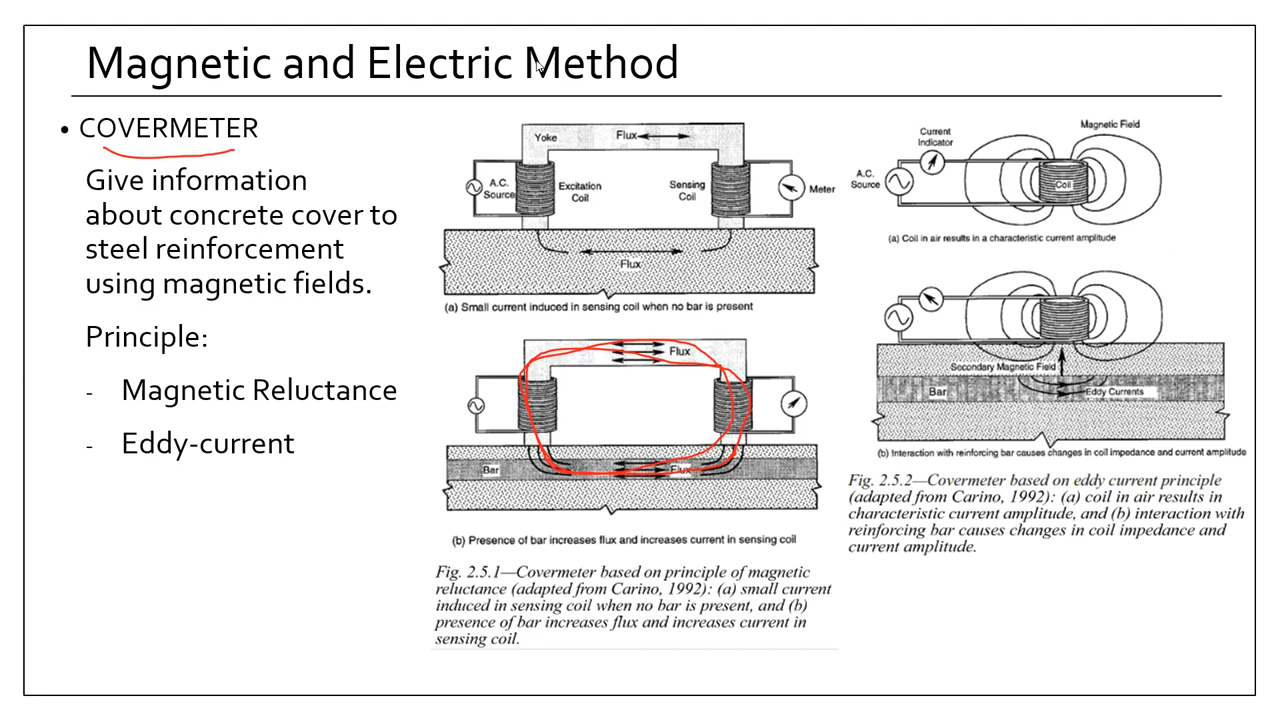 Magnetic and Electric Method
• COVERMETER
Give information
about concrete cover to
steel reinforcement
using magnetic fields.
Principle:
- Magnetic Reluctance
- Eddy-current
Yoke
Flux
A.C.
Source
Excitation
Coil
Sensing
Coil
Meter
Flux
(a) Small current induced in sensing coil when no bar is present
Flux
Bar
Flux
(b) Presence of bar increases flux and increases current in sensing coil
Fig. 2.5.1—Covermeter based on principle of magnetic
reluctance (adapted from Carino, 1992): (a) small current
induced in sensing coil when no bar is present, and (b)
presence of bar increases flux and increases current in
sensing coil.
Current
Indicator
Magnetic Field
A.C.
Source
Coil
(a) Coil in air results in a characteristic current amplitude
Secondary Magnetic Field
Bar
Eddy Currents
(b) Interaction with reinforcing bar causes changes in coil impedance and current amplitude
Fig. 2.5.2—Covermeter based on eddy current principle
(adapted from Carino, 1992): (a) coil in air results in
characteristic current amplitude, and (b) interaction with
reinforcing bar causes changes in coil impedance and
current amplitude.